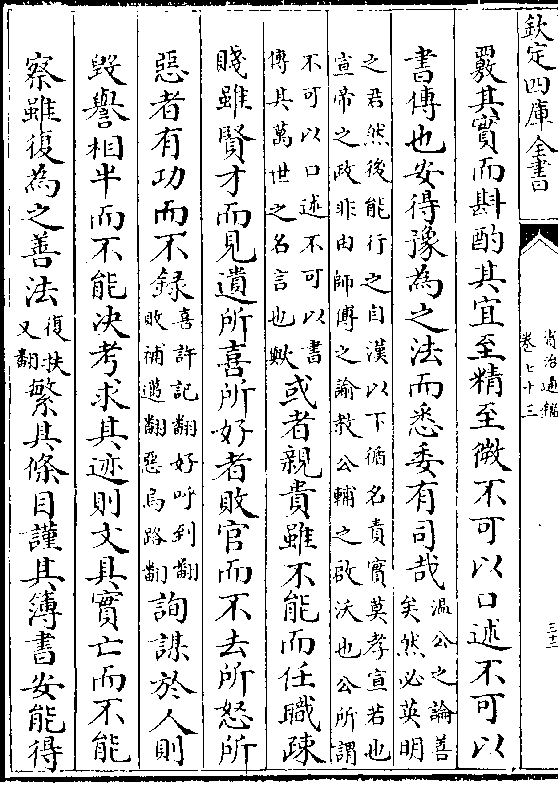 欽定四庫全書
資治通鑑
卷七十三
三十三
覈其實而斟酌其宜至精至微不可以口述不可以
書傳也安得豫為之法而悉委有司哉
温公之論善
矣然必英明
之君然後能行之自漢以下循名責實莫孝宣若也
宣帝之政非由師傅之諭教公輔之啟沃也公所謂
不可以口述不可以書
傳其萬世之名言也歟
或者親貴雖不能而任職疎
賤雖賢才而見遺所喜所好者敗官而不去所怒所
惡者有功而不録
喜許記翻好呼到翻
敗補邁翻惡烏路翻
詢謀於人則
毀譽相半而不能決考求其迹則文具實亡而不能
察雖復為之善法
復扶
又翻
繁其條目謹其簿書安能得